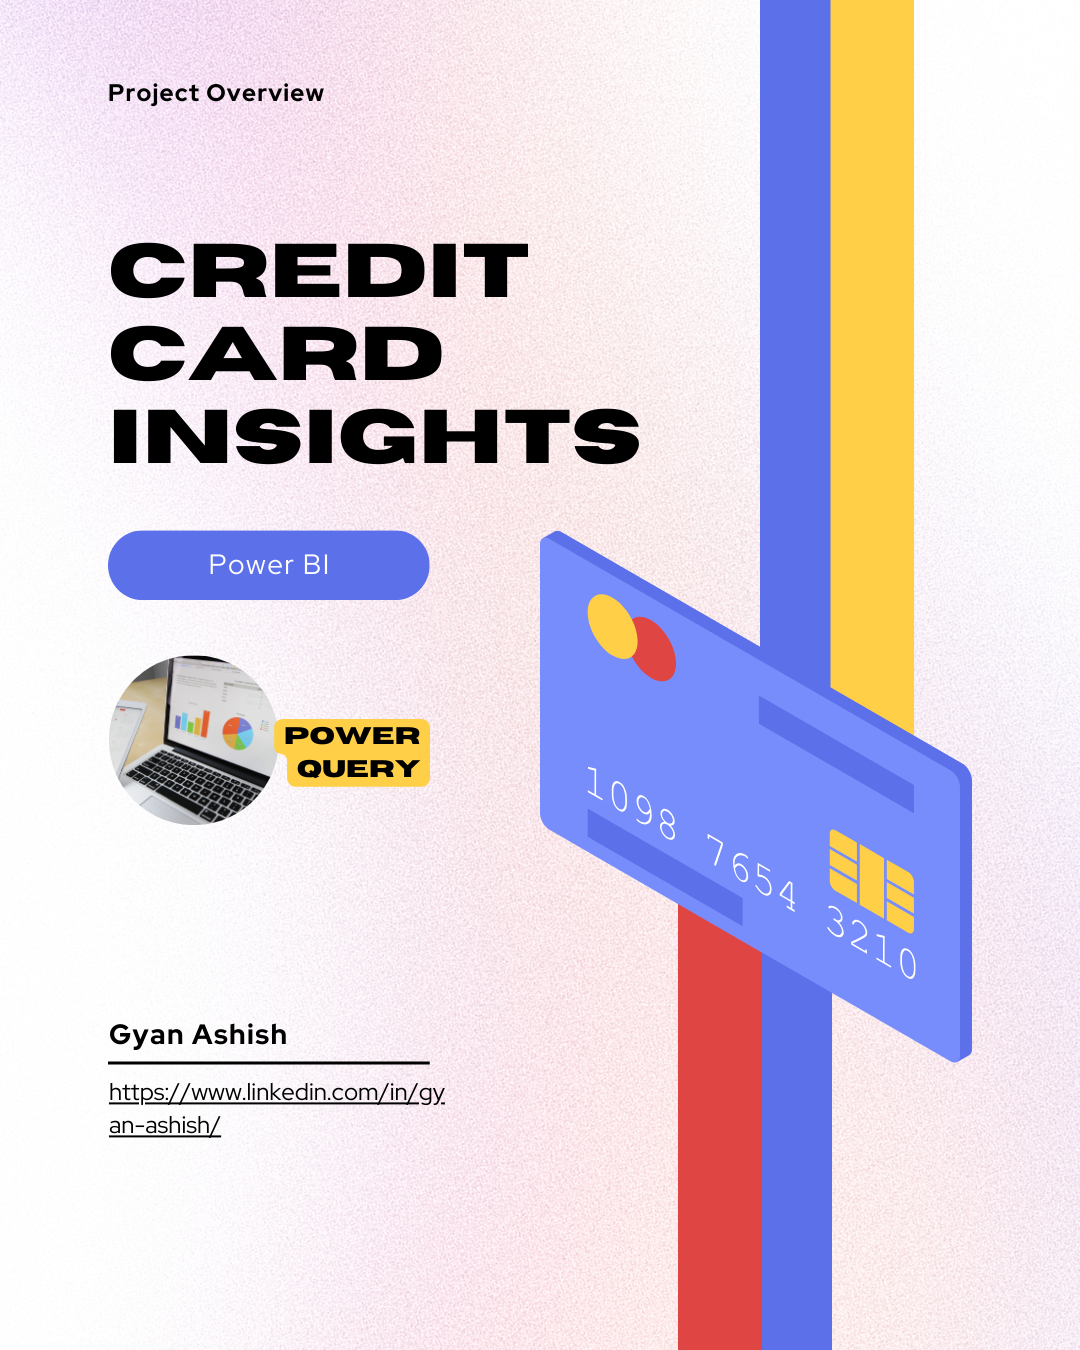 Project Overview
CREDIT
CARD
INSIGHTS
Power BI
POWER
QUERY
1098 7654 3210
Gyan Ashish
https://www.linkedin.com/in/gy
an-ashish/